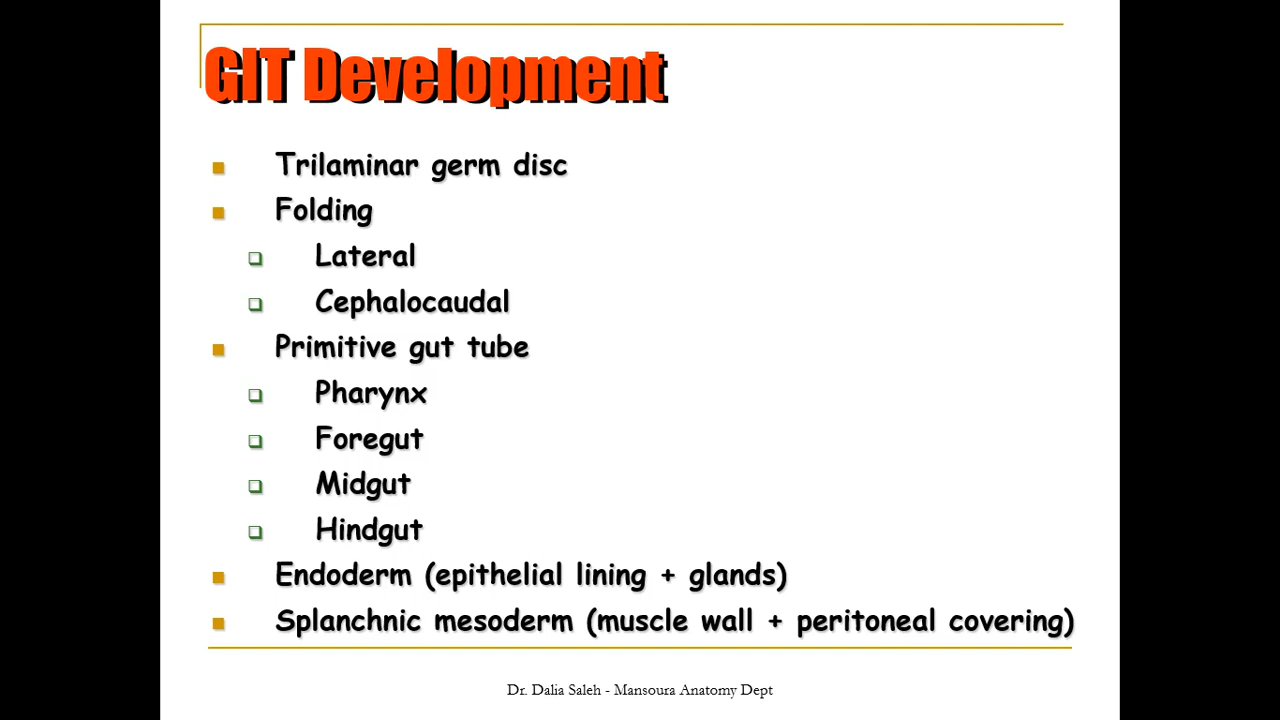 GIT Development
Trilaminar germ disc
Folding
Lateral
Cephalocaudal
Primitive gut tube
Pharynx
Foregut
Midgut
Hindgut
Endoderm (epithelial lining + glands)
Splanchnic mesoderm (muscle wall + peritoneal covering)
Dr. Dalia Saleh - Mansoura Anatomy Dept